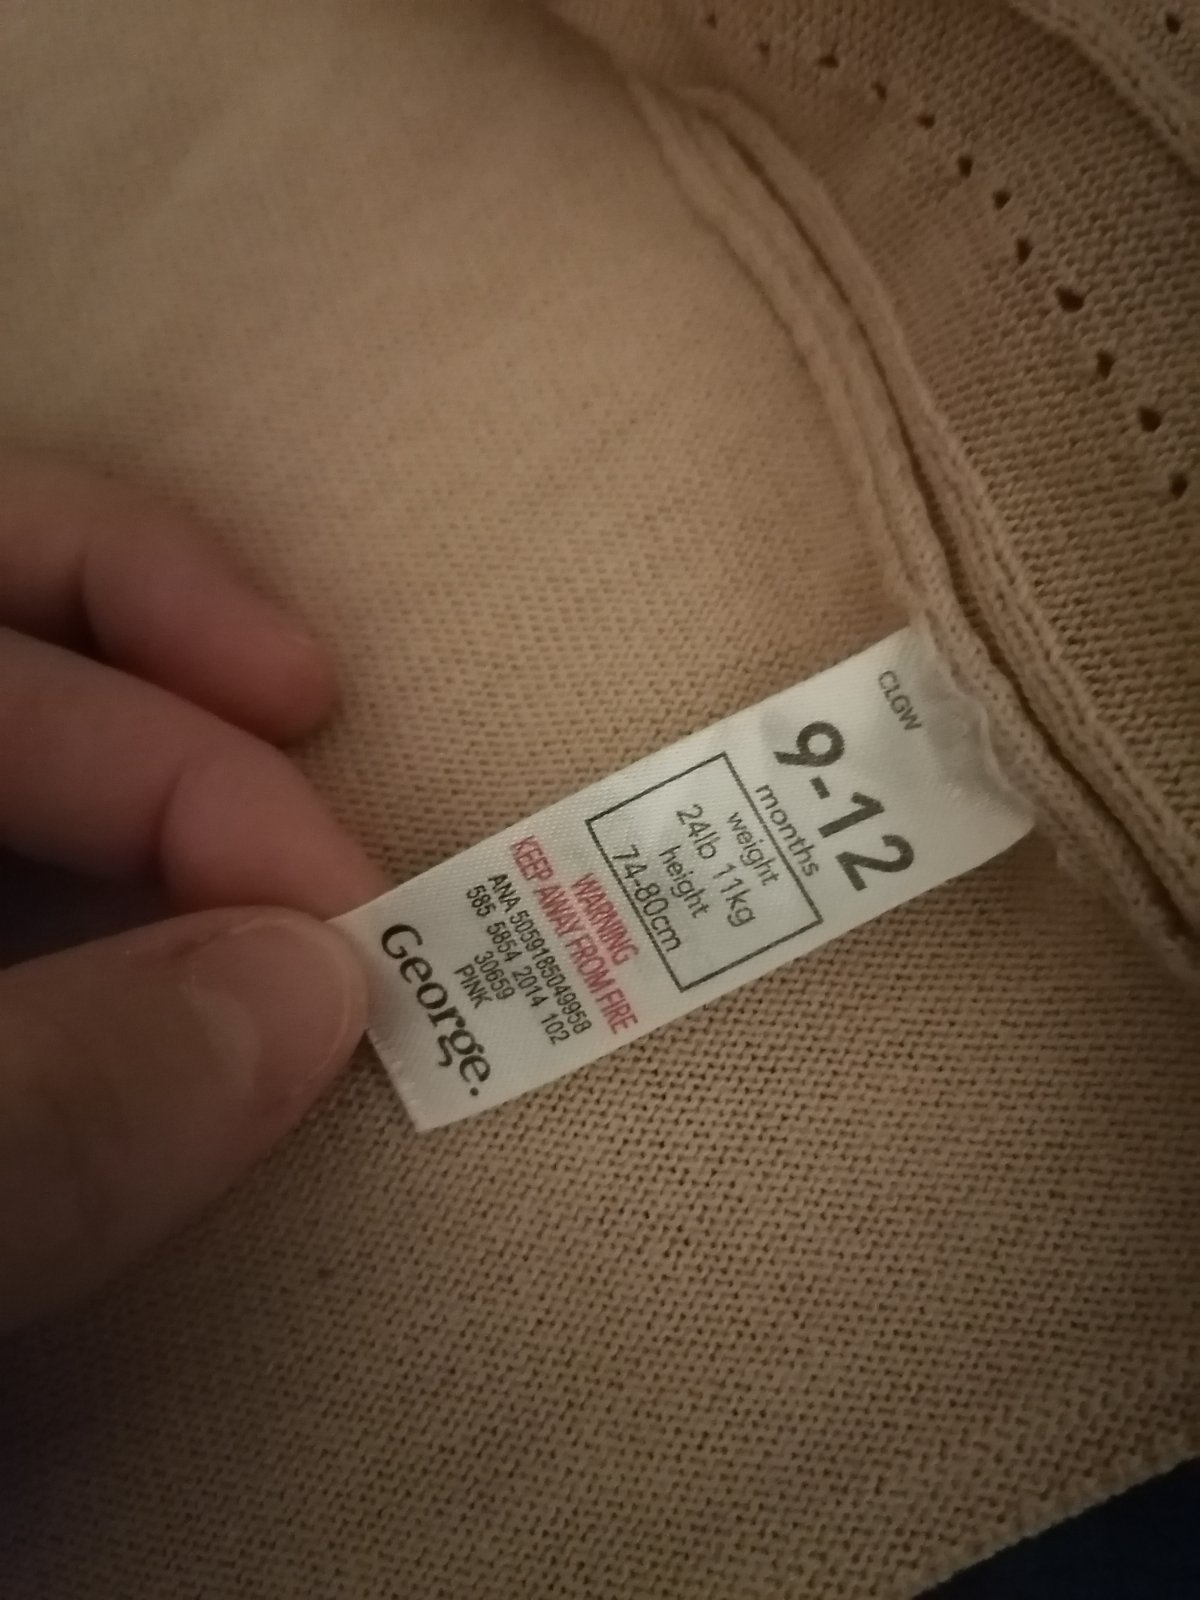 CLGW
9-12
months
weight
24lb 11kg
height
74-80cm
WARNING
KEEP AWAY FROM FIRE
ANA 5059185049958
585 5854 2014 102
30659
PINK
George.